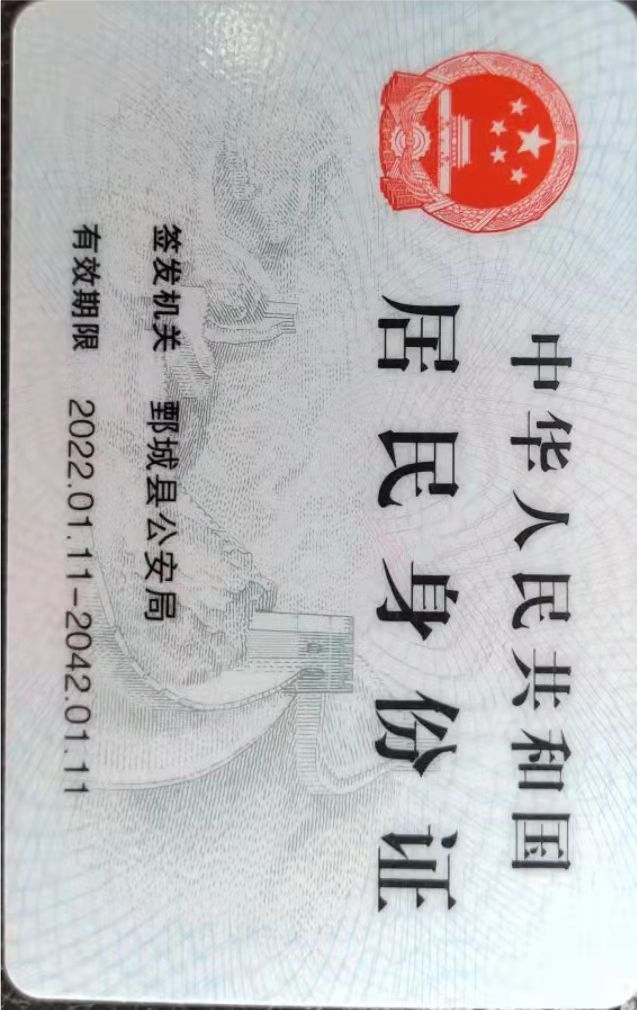 中华人民共和国
居民身份证
签发机关 鄄城县公安局
有效期限 2022.01.11-2042.01.11